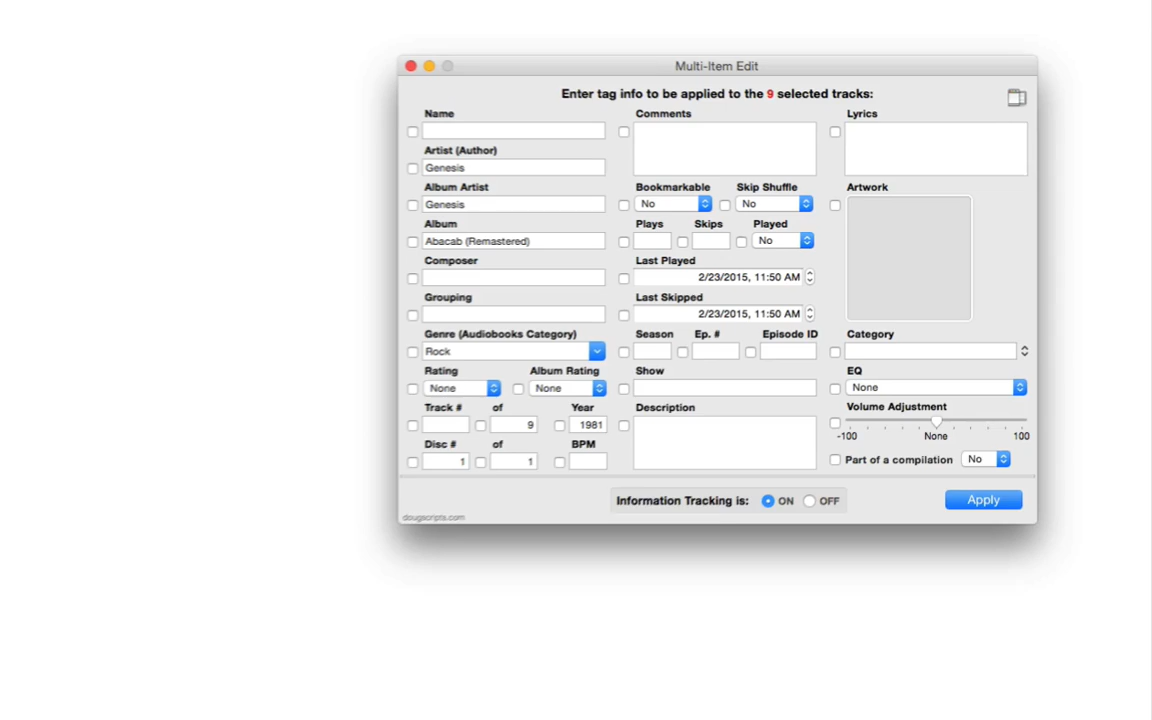 Multi-Item Edit
Enter tag info to be applied to the 9 selected tracks:
Name
Artist (Author)
Genesis
Album Artist
Genesis
Album
Abacab (Remastered)
Composer
Grouping
Genre (Audiobooks Category)
Rock
Rating Album Rating
None None
Track # of Year
9 1981
Disc # of BPM
1 1
Comments
Bookmarkable Skip Shuffle
No No
Plays Skips Played
No
Last Played
2/23/2015, 11:50 AM
Last Skipped
2/23/2015, 11:50 AM
Season Ep. # Episode ID
Show
Description
Lyrics
Artwork
Category
EQ
None
Volume Adjustment
-100 None 100
Part of a compilation No
Information Tracking is: ON OFF
Apply
dougscripts.com